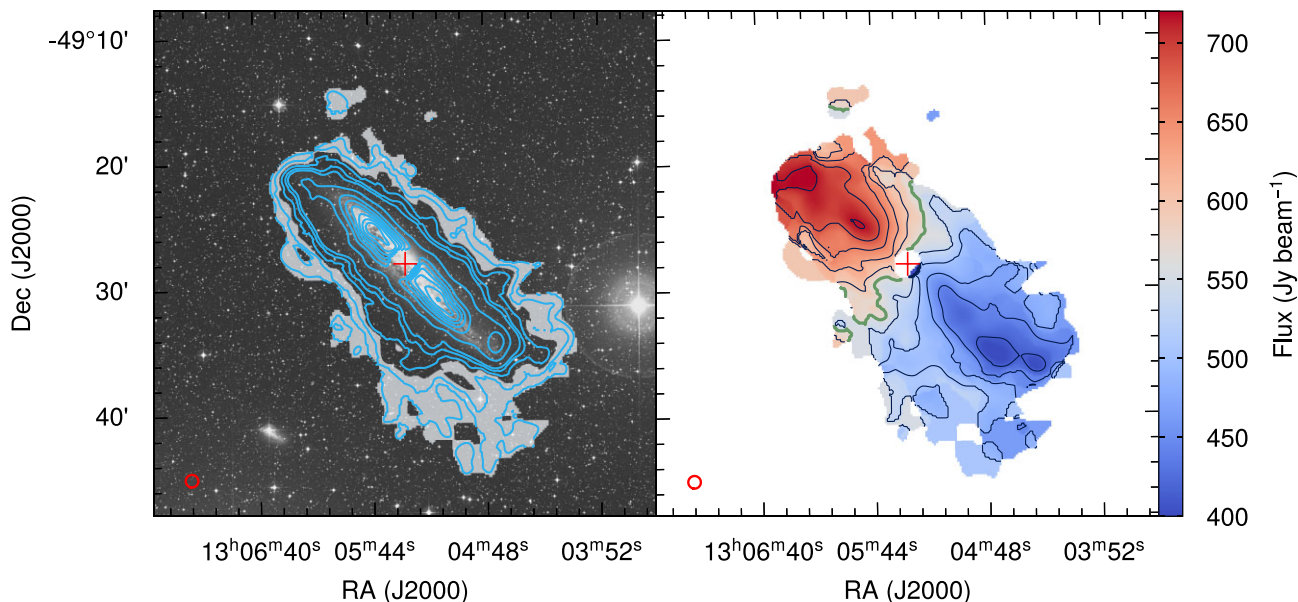 -49°10'
20'
30'
40'
Dec (J2000)
13ʰ06ᵐ40ˢ 05ᵐ44ˢ 04ᵐ48ˢ 03ᵐ52ˢ
RA (J2000)
13ʰ06ᵐ40ˢ 05ᵐ44ˢ 04ᵐ48ˢ 03ᵐ52ˢ
RA (J2000)
700
650
600
550
500
450
400
Flux (Jy beam⁻¹)